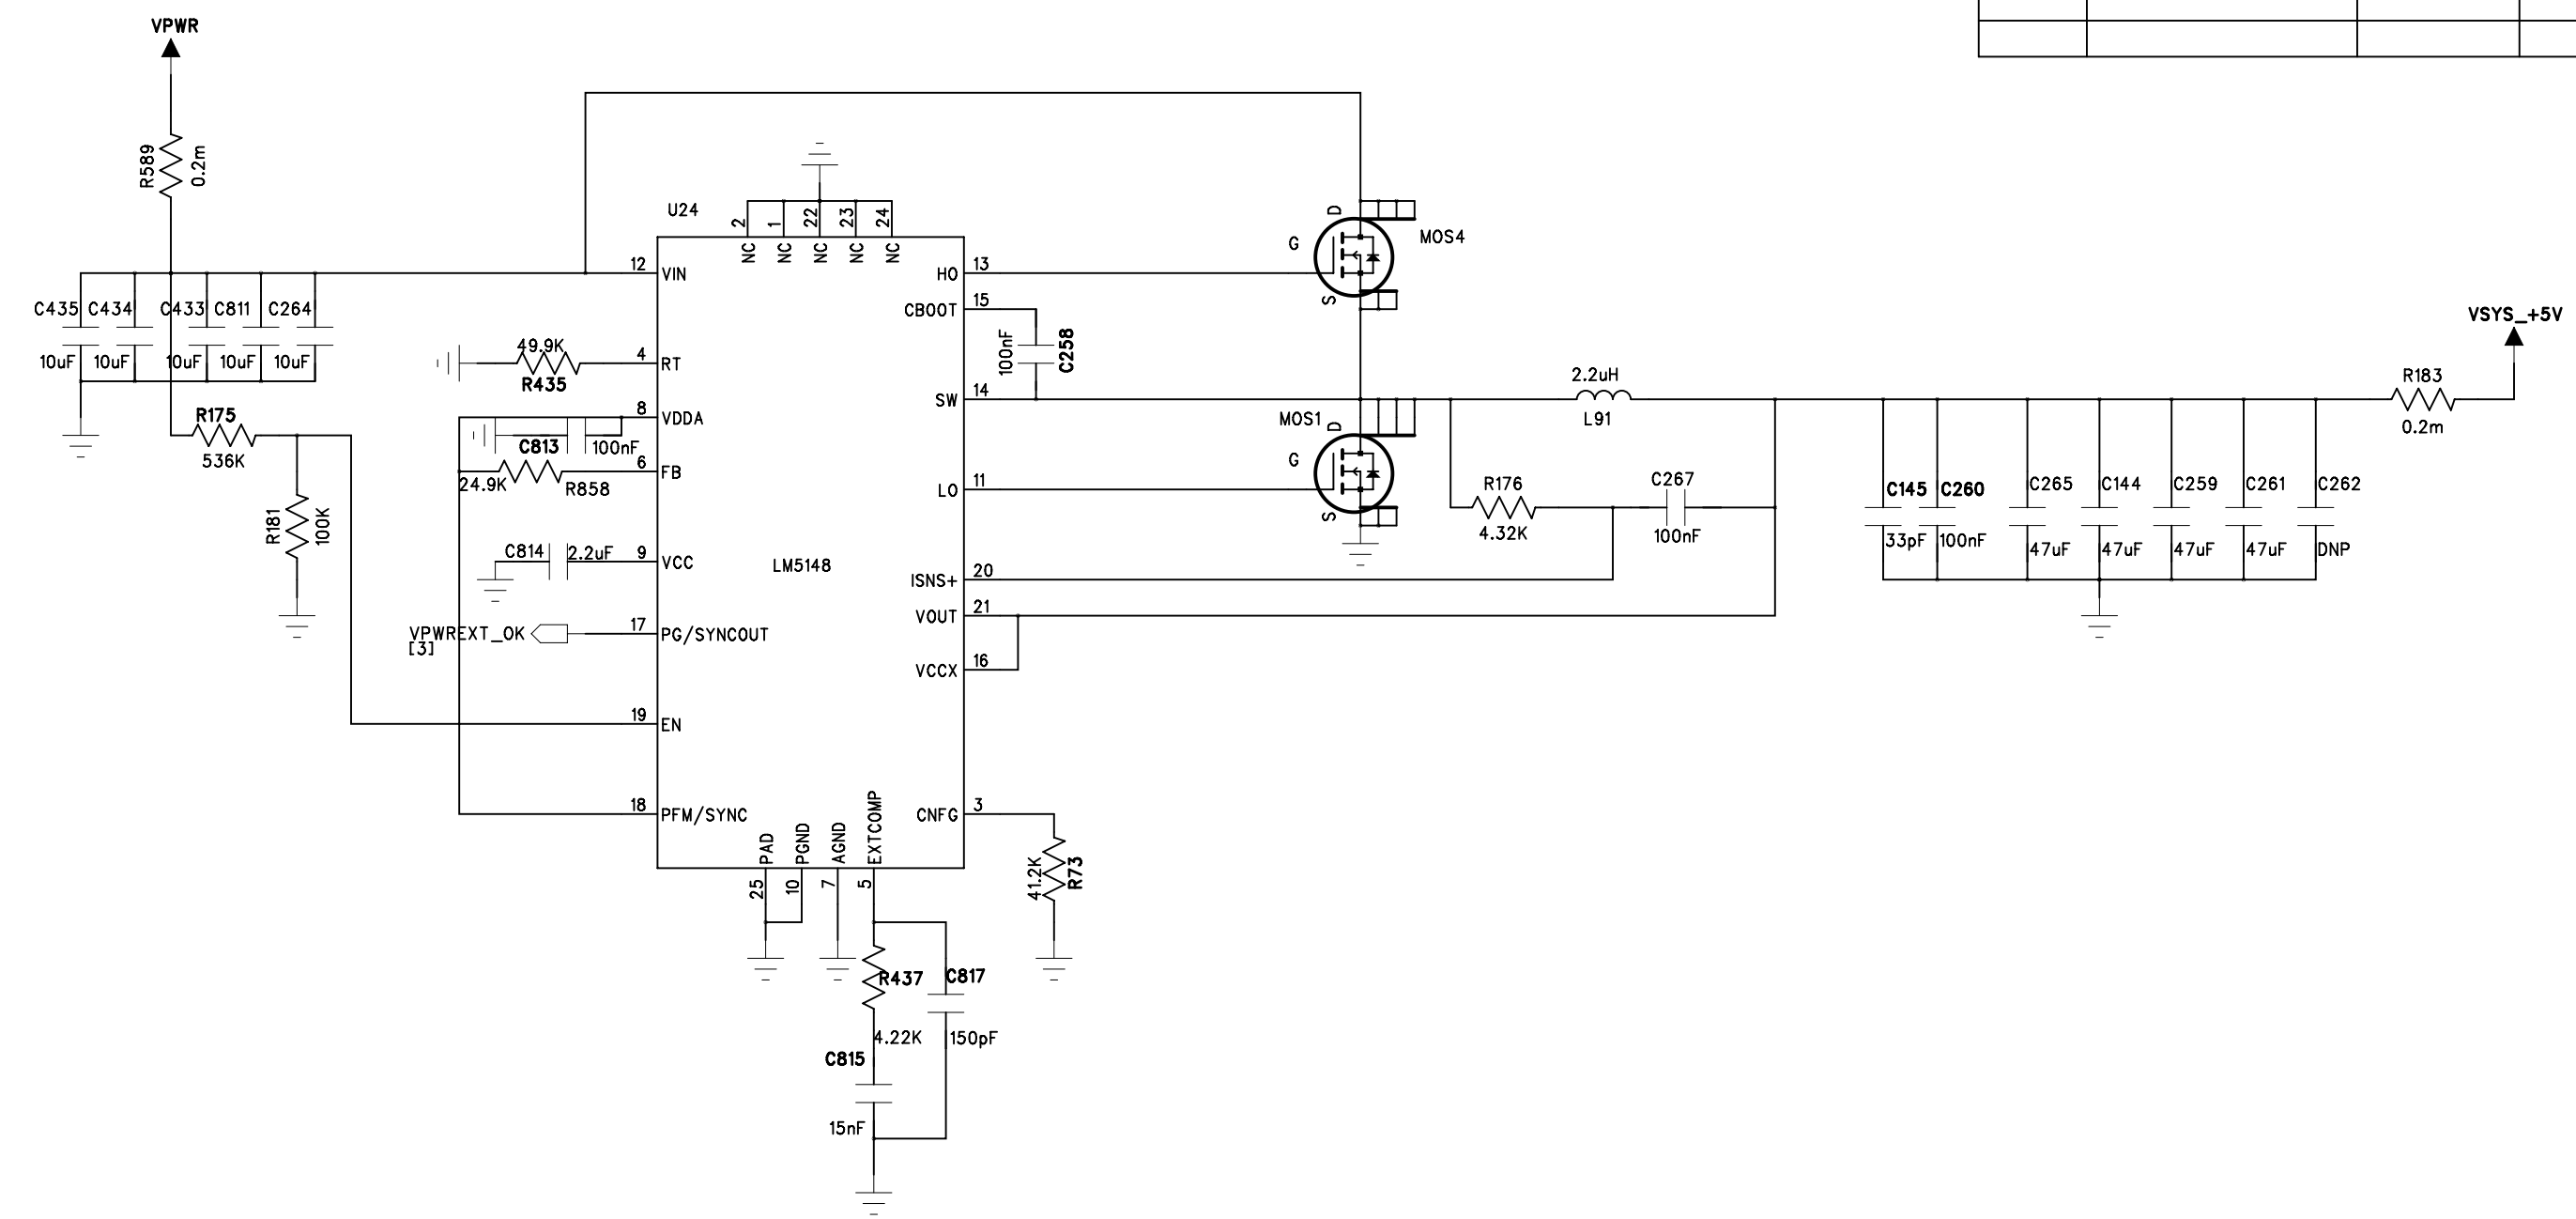 VPWR
R589
0.2m
C435
C434
C433
C811
C264
10uF
10uF
10uF
10uF
10uF
R175
536K
R181
100K
U24
2
1
22
23
24
NC
NC
NC
NC
NC
12
VIN
49.9K
R435
4
RT
8
VDDA
C813
100nF
24.9K
R858
6
FB
C814
2.2uF
9
VCC
LM5148
VPWREXT_OK
[3]
17
PG/SYNCOUT
19
EN
18
PFM/SYNC
PAD
PGND
AGND
EXTCOMP
25
10
7
5
R437
4.22K
C817
150pF
C815
15nF
HO
13
CBOOT
15
100nF
C258
SW
14
LO
11
ISNS+
20
VOUT
21
VCCX
16
CNFG
3
41.2K
R73
D
G
S
MOS4
MOS1
D
G
S
2.2uH
L91
R176
4.32K
C267
100nF
C145
C260
C265
C144
C259
C261
C262
33pF
100nF
47uF
47uF
47uF
47uF
DNP
R183
0.2m
VSYS_+5V